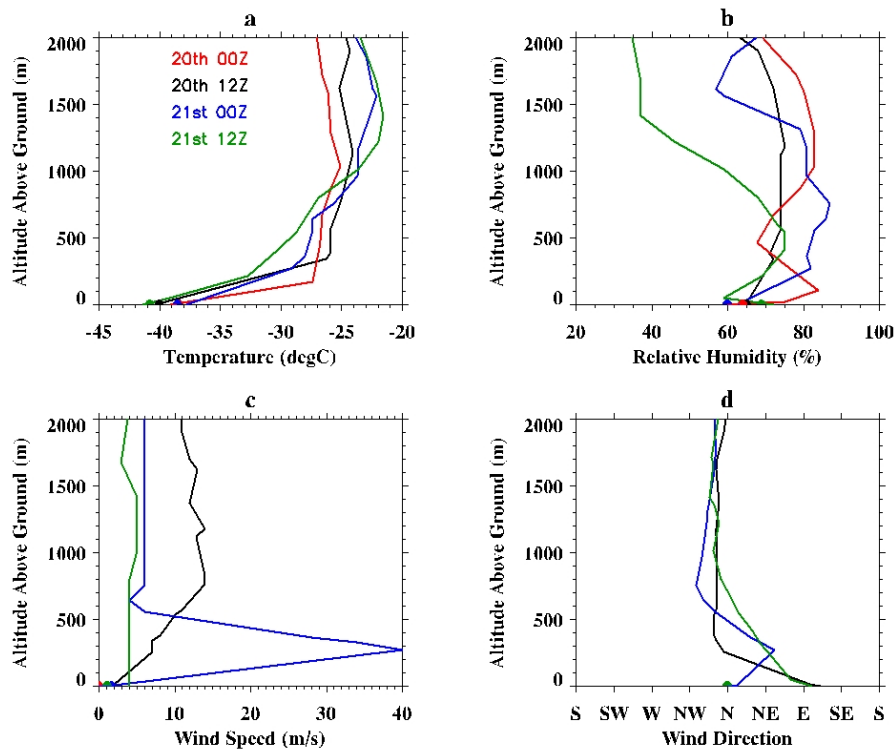 a
2000
1500
1000
500
0
Altitude Above Ground (m)
20th 00Z
20th 12Z
21st 00Z
21st 12Z
-45 -40 -35 -30 -25 -20
Temperature (degC)
b
2000
1500
1000
500
0
Altitude Above Ground (m)
20 40 60 80 100
Relative Humidity (%)
c
2000
1500
1000
500
0
Altitude Above Ground (m)
0 10 20 30 40
Wind Speed (m/s)
d
2000
1500
1000
500
0
Altitude Above Ground (m)
S SW W NW N NE E SE S
Wind Direction